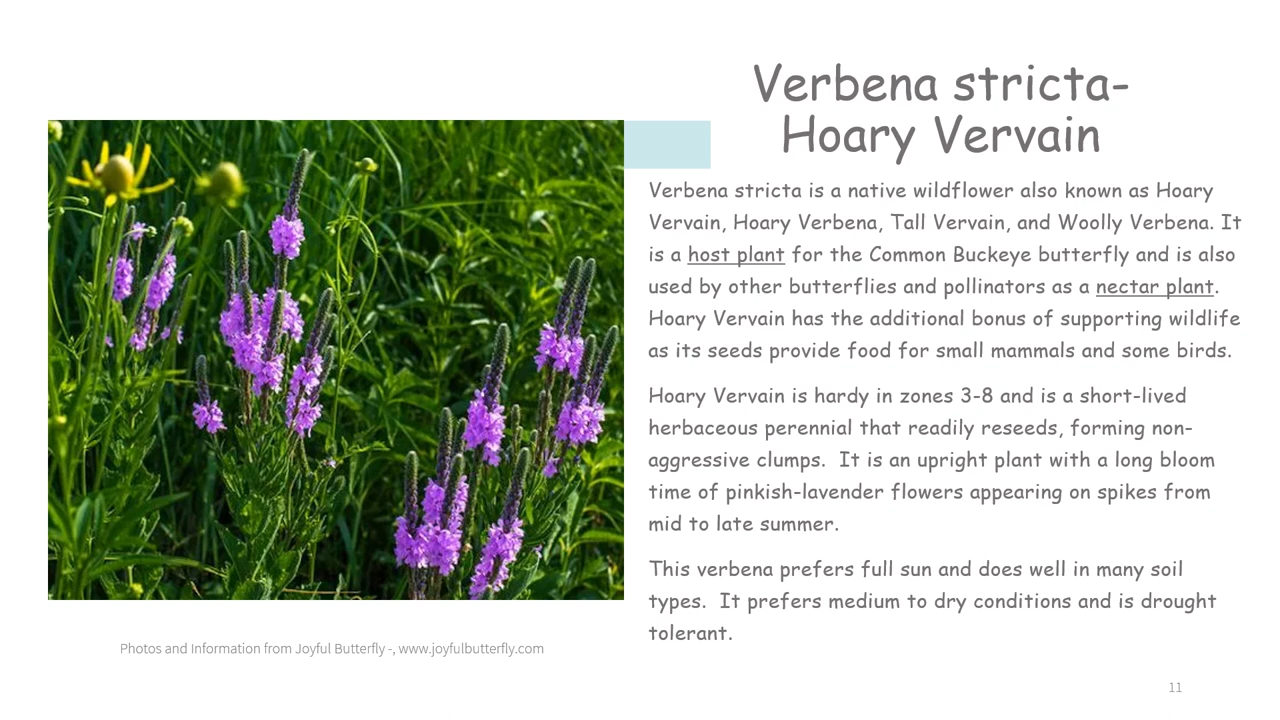 Verbena stricta-
Hoary Vervain
Verbena stricta is a native wildflower also known as Hoary
Vervain, Hoary Verbena, Tall Vervain, and Woolly Verbena. It
is a host plant for the Common Buckeye butterfly and is also
used by other butterflies and pollinators as a nectar plant.
Hoary Vervain has the additional bonus of supporting wildlife
as its seeds provide food for small mammals and some birds.
Hoary Vervain is hardy in zones 3-8 and is a short-lived
herbaceous perennial that readily reseeds, forming non-
aggressive clumps.  It is an upright plant with a long bloom
time of pinkish-lavender flowers appearing on spikes from
mid to late summer.
This verbena prefers full sun and does well in many soil
types.  It prefers medium to dry conditions and is drought
tolerant.
Photos and Information from Joyful Butterfly -, www.joyfulbutterfly.com
11